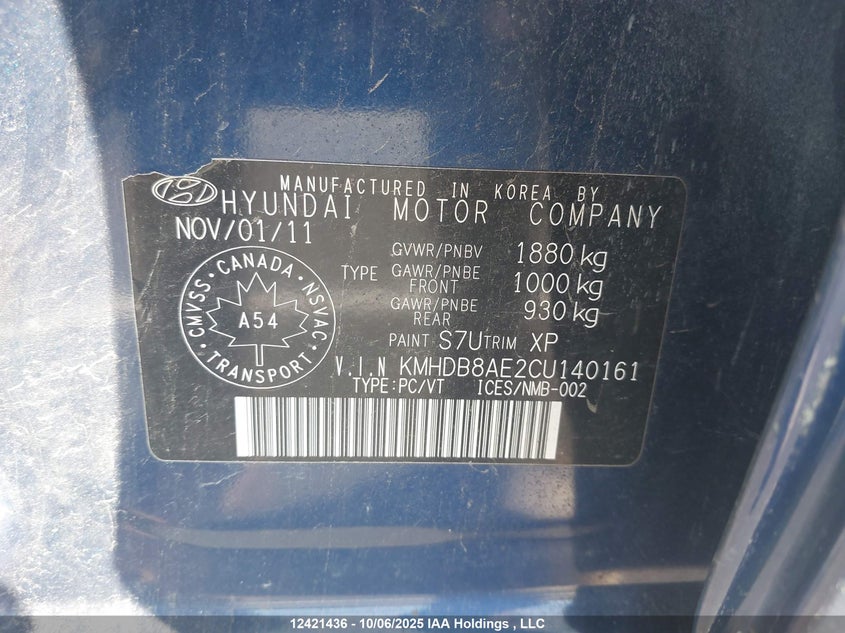 MANUFACTURED IN KOREA BY
HYUNDAI MOTOR COMPANY
NOV/01/11
GVWR/PNBV 1880 kg
TYPE GAWR/PNBE FRONT 1000 kg
GAWR/PNBE REAR 930 kg
PAINT S7U TRIM XP
CMVSS · CANADA · NSVAC · TRANSPORT ·
A54
V.I.N KMHDB8AE2CU140161
TYPE:PC/VT ICES/NMB-002
12421436 - 10/06/2025 IAA Holdings , LLC